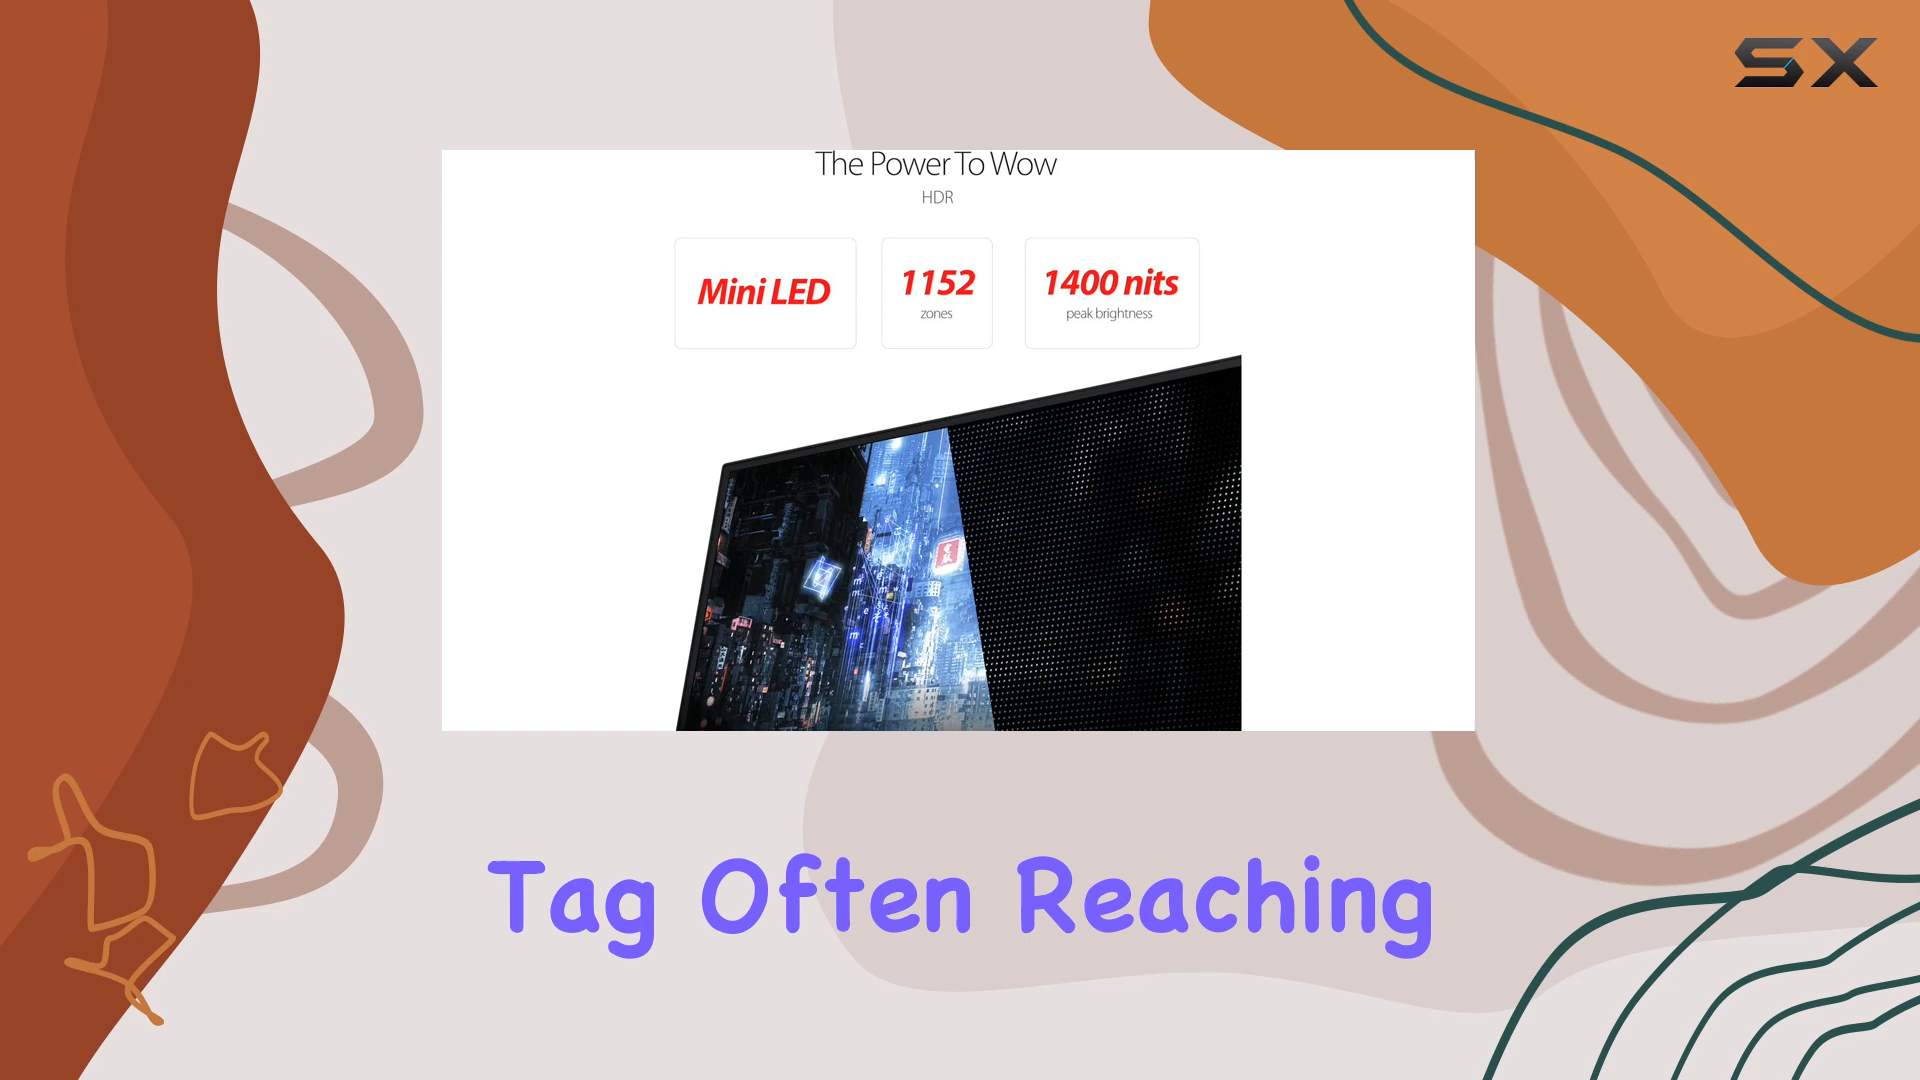 SX
The Power To Wow
HDR
Mini LED
1152
zones
1400 nits
peak brightness
Tag Often Reaching